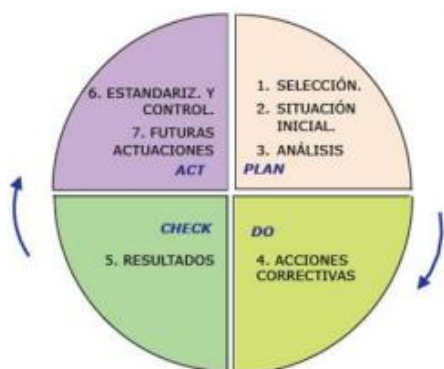 6. ESTANDARIZ. Y
CONTROL.
7. FUTURAS
ACTUACIONES
ACT
1. SELECCIÓN.
2. SITUACIÓN
INICIAL.
3. ANÁLISIS
PLAN
CHECK
5. RESULTADOS
DO
4. ACCIONES
CORRECTIVAS